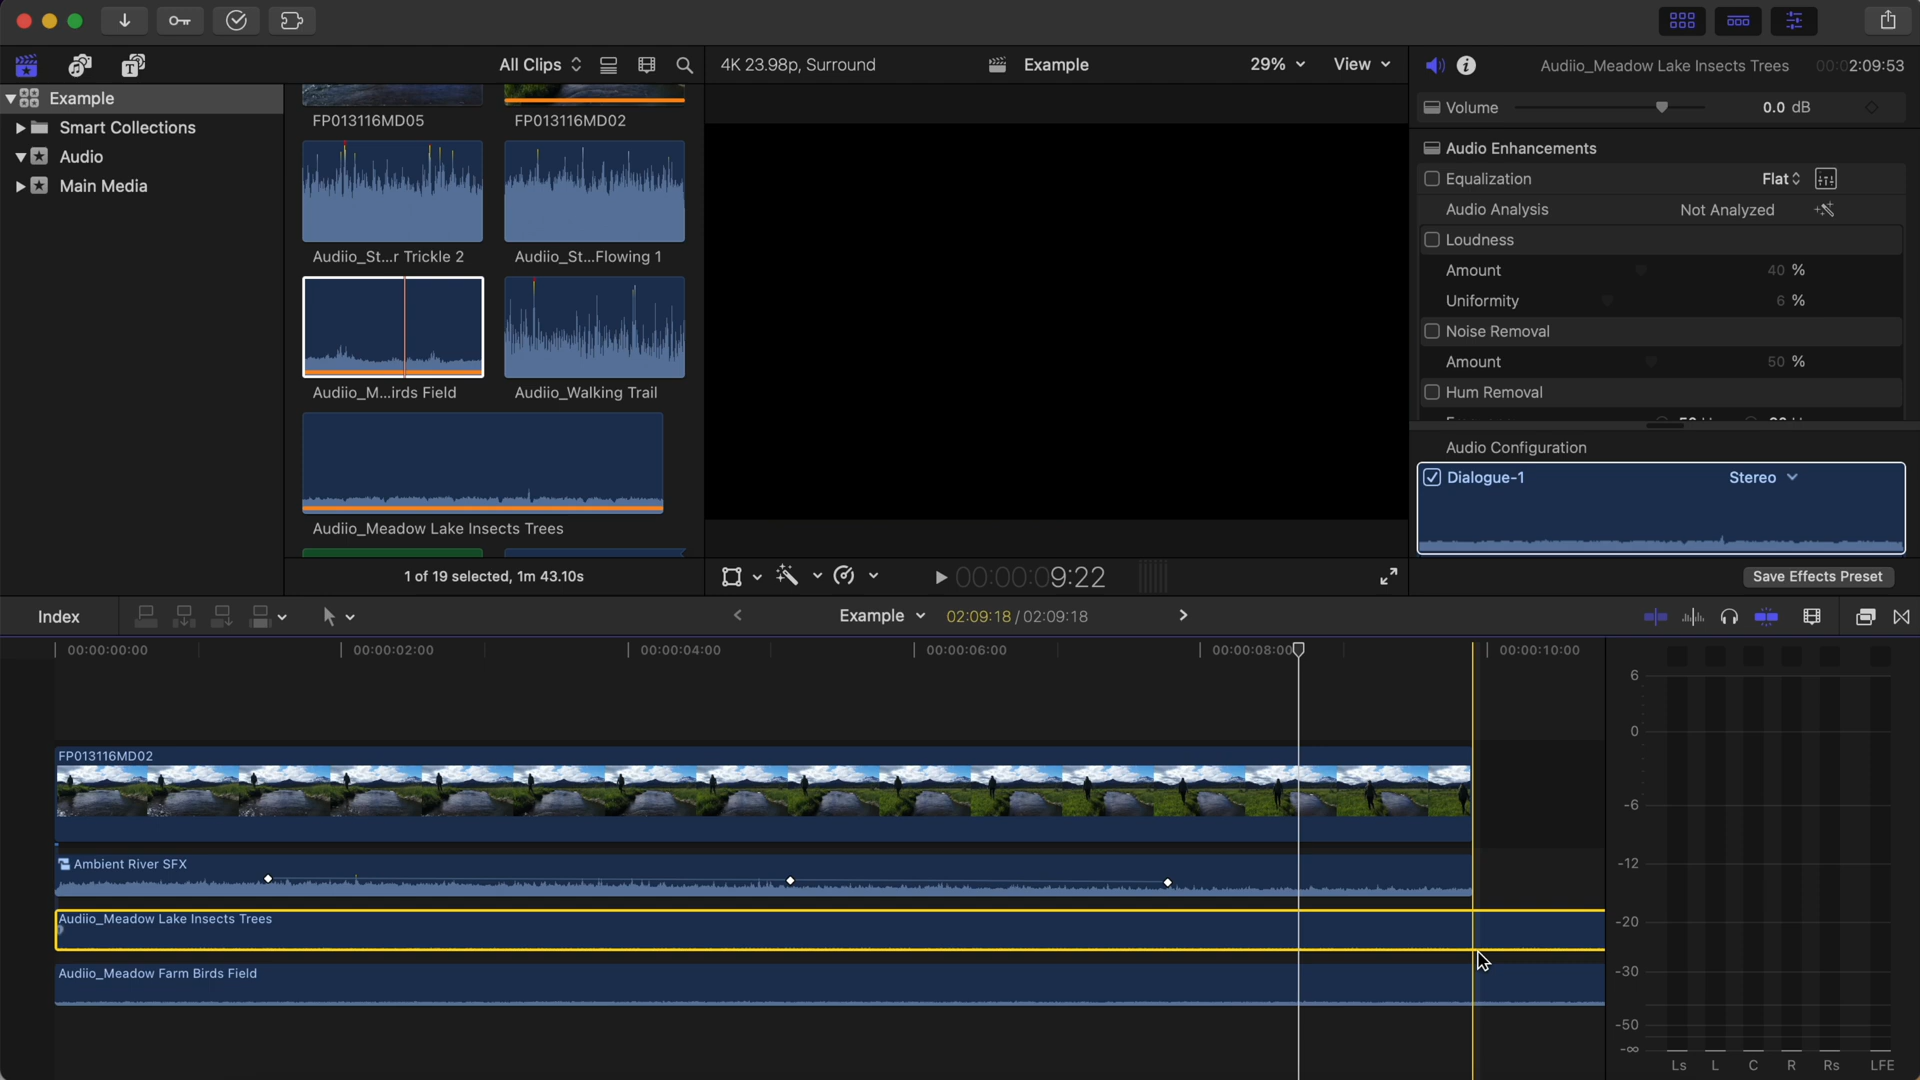 All Clips
4K 23.98p, Surround
Example
29%
View
Audiio_Meadow Lake Insects Trees
00:02:09:53
Example
Smart Collections
Audio
Main Media
FP013116MD05
FP013116MD02
Audiio_St...r Trickle 2
Audiio_St...Flowing 1
Audiio_M...irds Field
Audiio_Walking Trail
Audiio_Meadow Lake Insects Trees
1 of 19 selected, 1m 43.10s
00:00:09:22
Volume
0.0 dB
Audio Enhancements
Equalization
Flat
Audio Analysis
Not Analyzed
Loudness
Amount
40 %
Uniformity
6 %
Noise Removal
Amount
50 %
Hum Removal
Audio Configuration
Dialogue-1
Stereo
Save Effects Preset
Index
Example
02:09:18 / 02:09:18
00:00:00:00
00:00:02:00
00:00:04:00
00:00:06:00
00:00:08:00
00:00:10:00
FP013116MD02
Ambient River SFX
Audiio_Meadow Lake Insects Trees
Audiio_Meadow Farm Birds Field
6
0
-6
-12
-20
-30
-50
-∞
Ls L C R Rs LFE